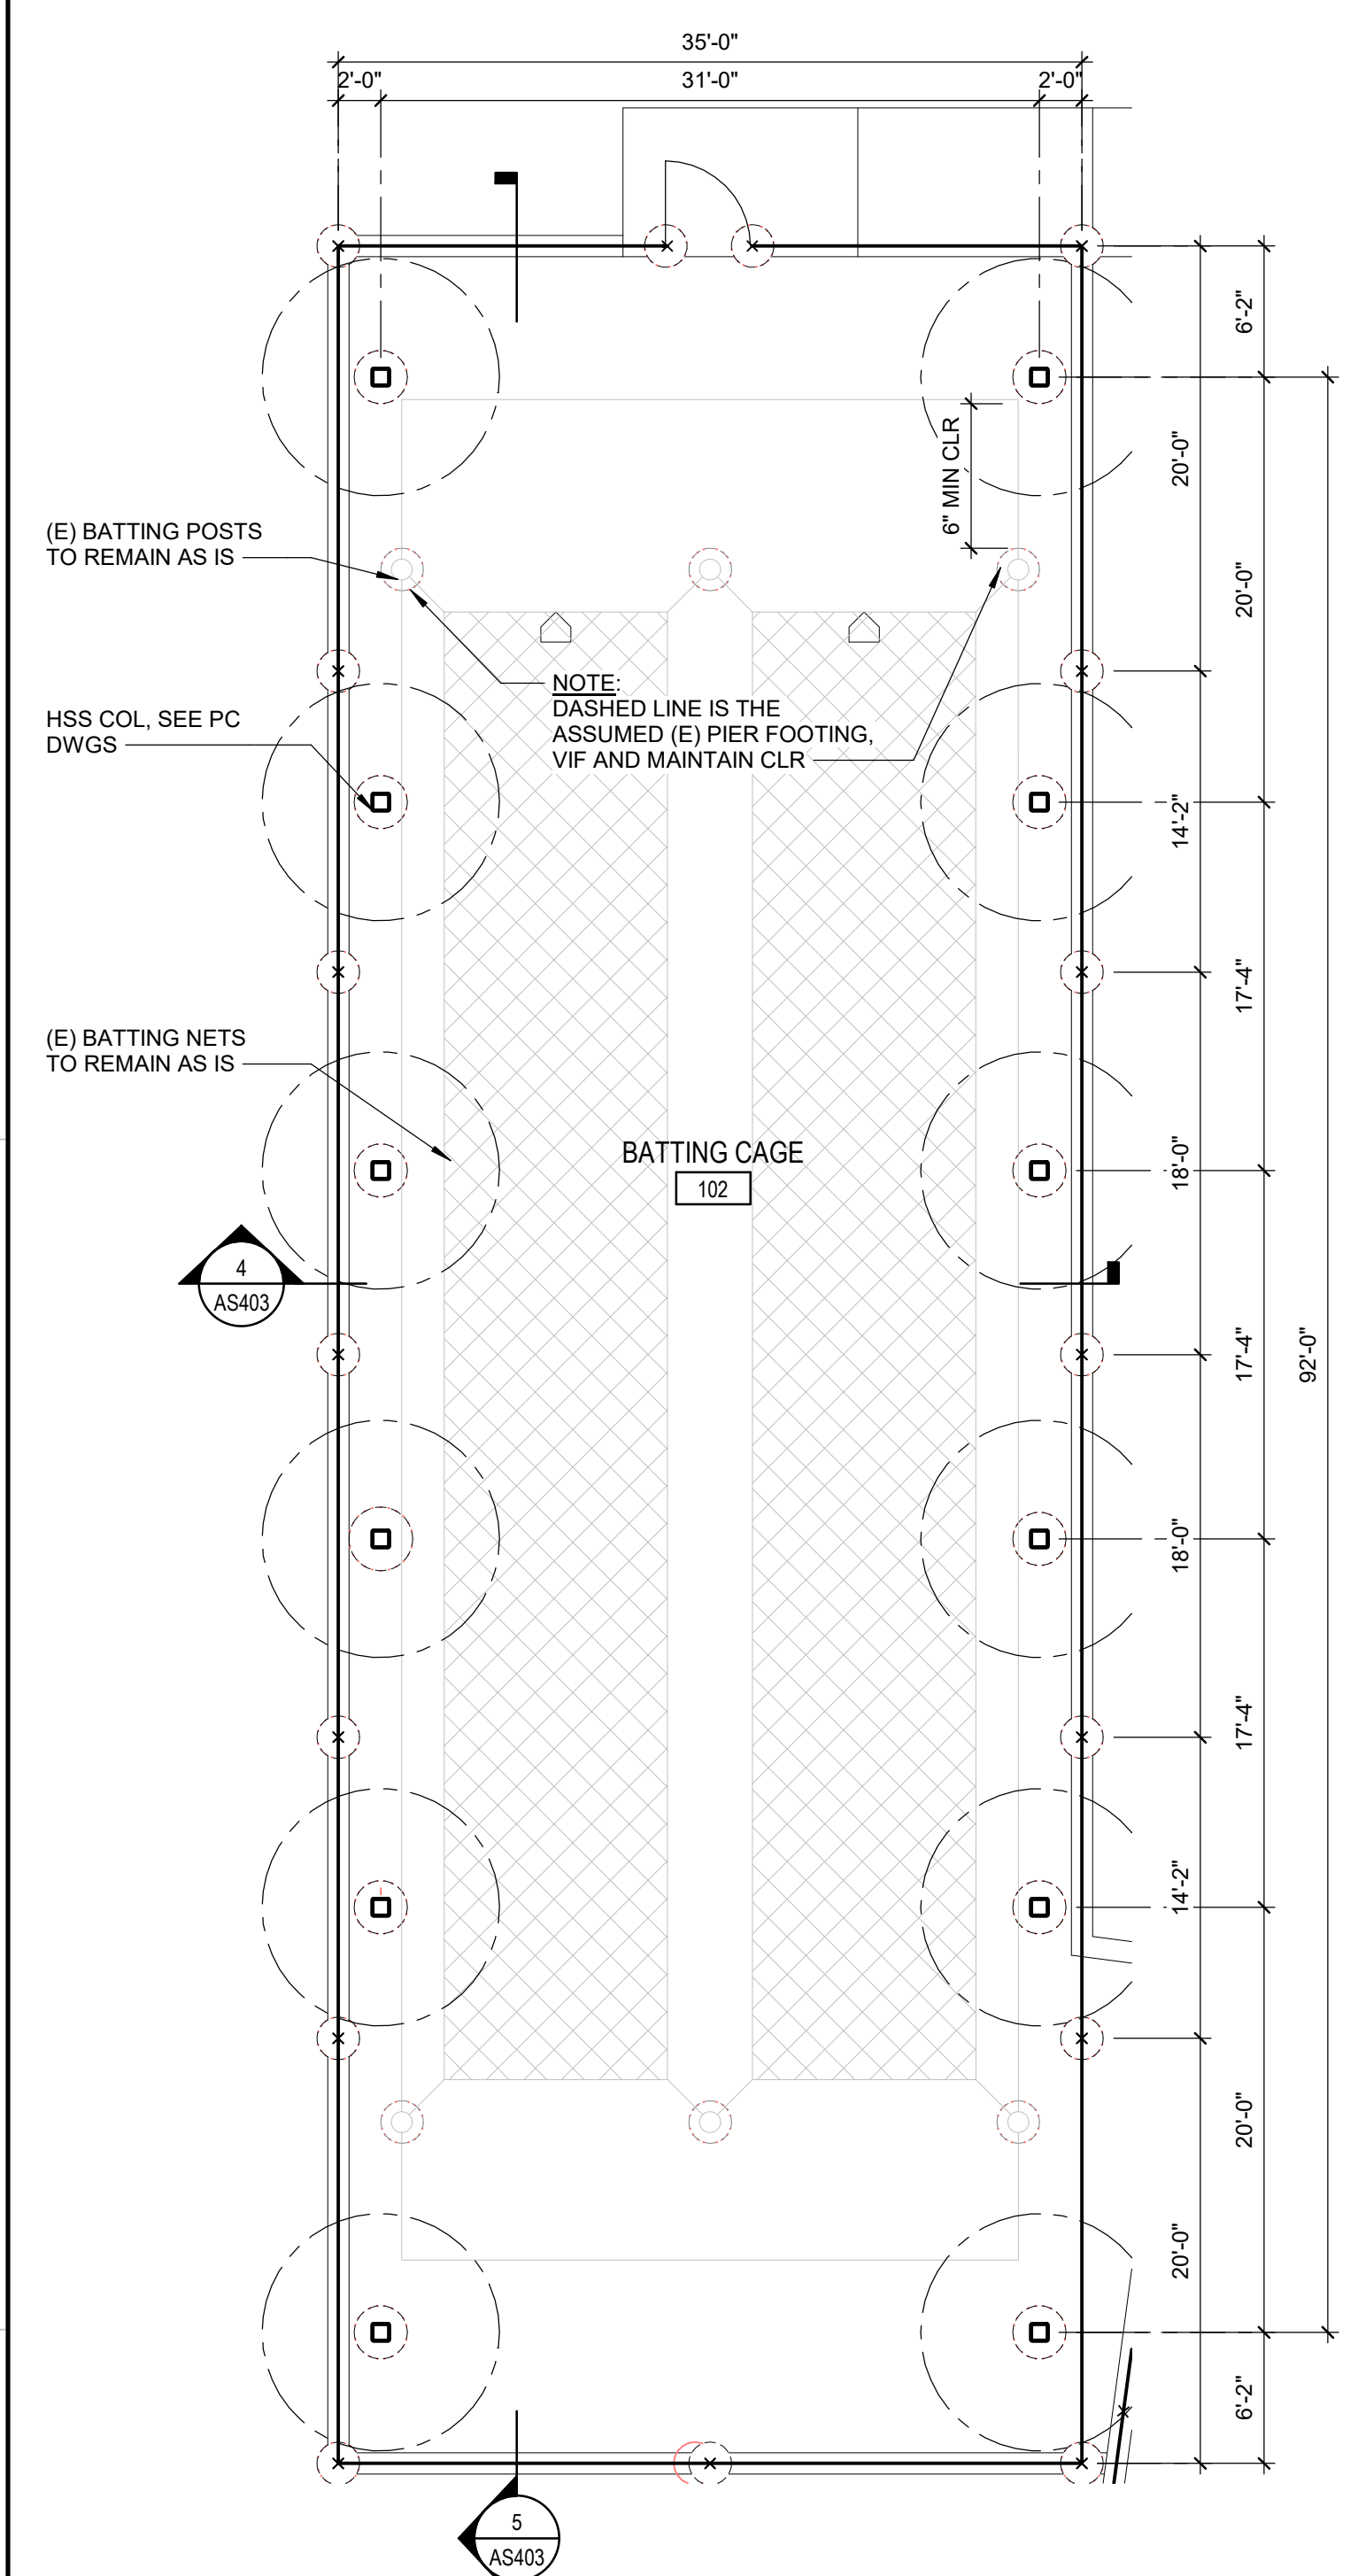 35'-0"
2'-0"
31'-0"
2'-0"
6'-2"
20'-0"
6" MIN CLR
(E) BATTING POSTS
TO REMAIN AS IS
20'-0"
NOTE:
DASHED LINE IS THE
ASSUMED (E) PIER FOOTING,
VIF AND MAINTAIN CLR
HSS COL, SEE PC
DWGS
14'-2"
17'-4"
(E) BATTING NETS
TO REMAIN AS IS
BATTING CAGE
102
18'-0"
4
AS403
17'-4"
92'-0"
18'-0"
17'-4"
14'-2"
20'-0"
20'-0"
6'-2"
5
AS403